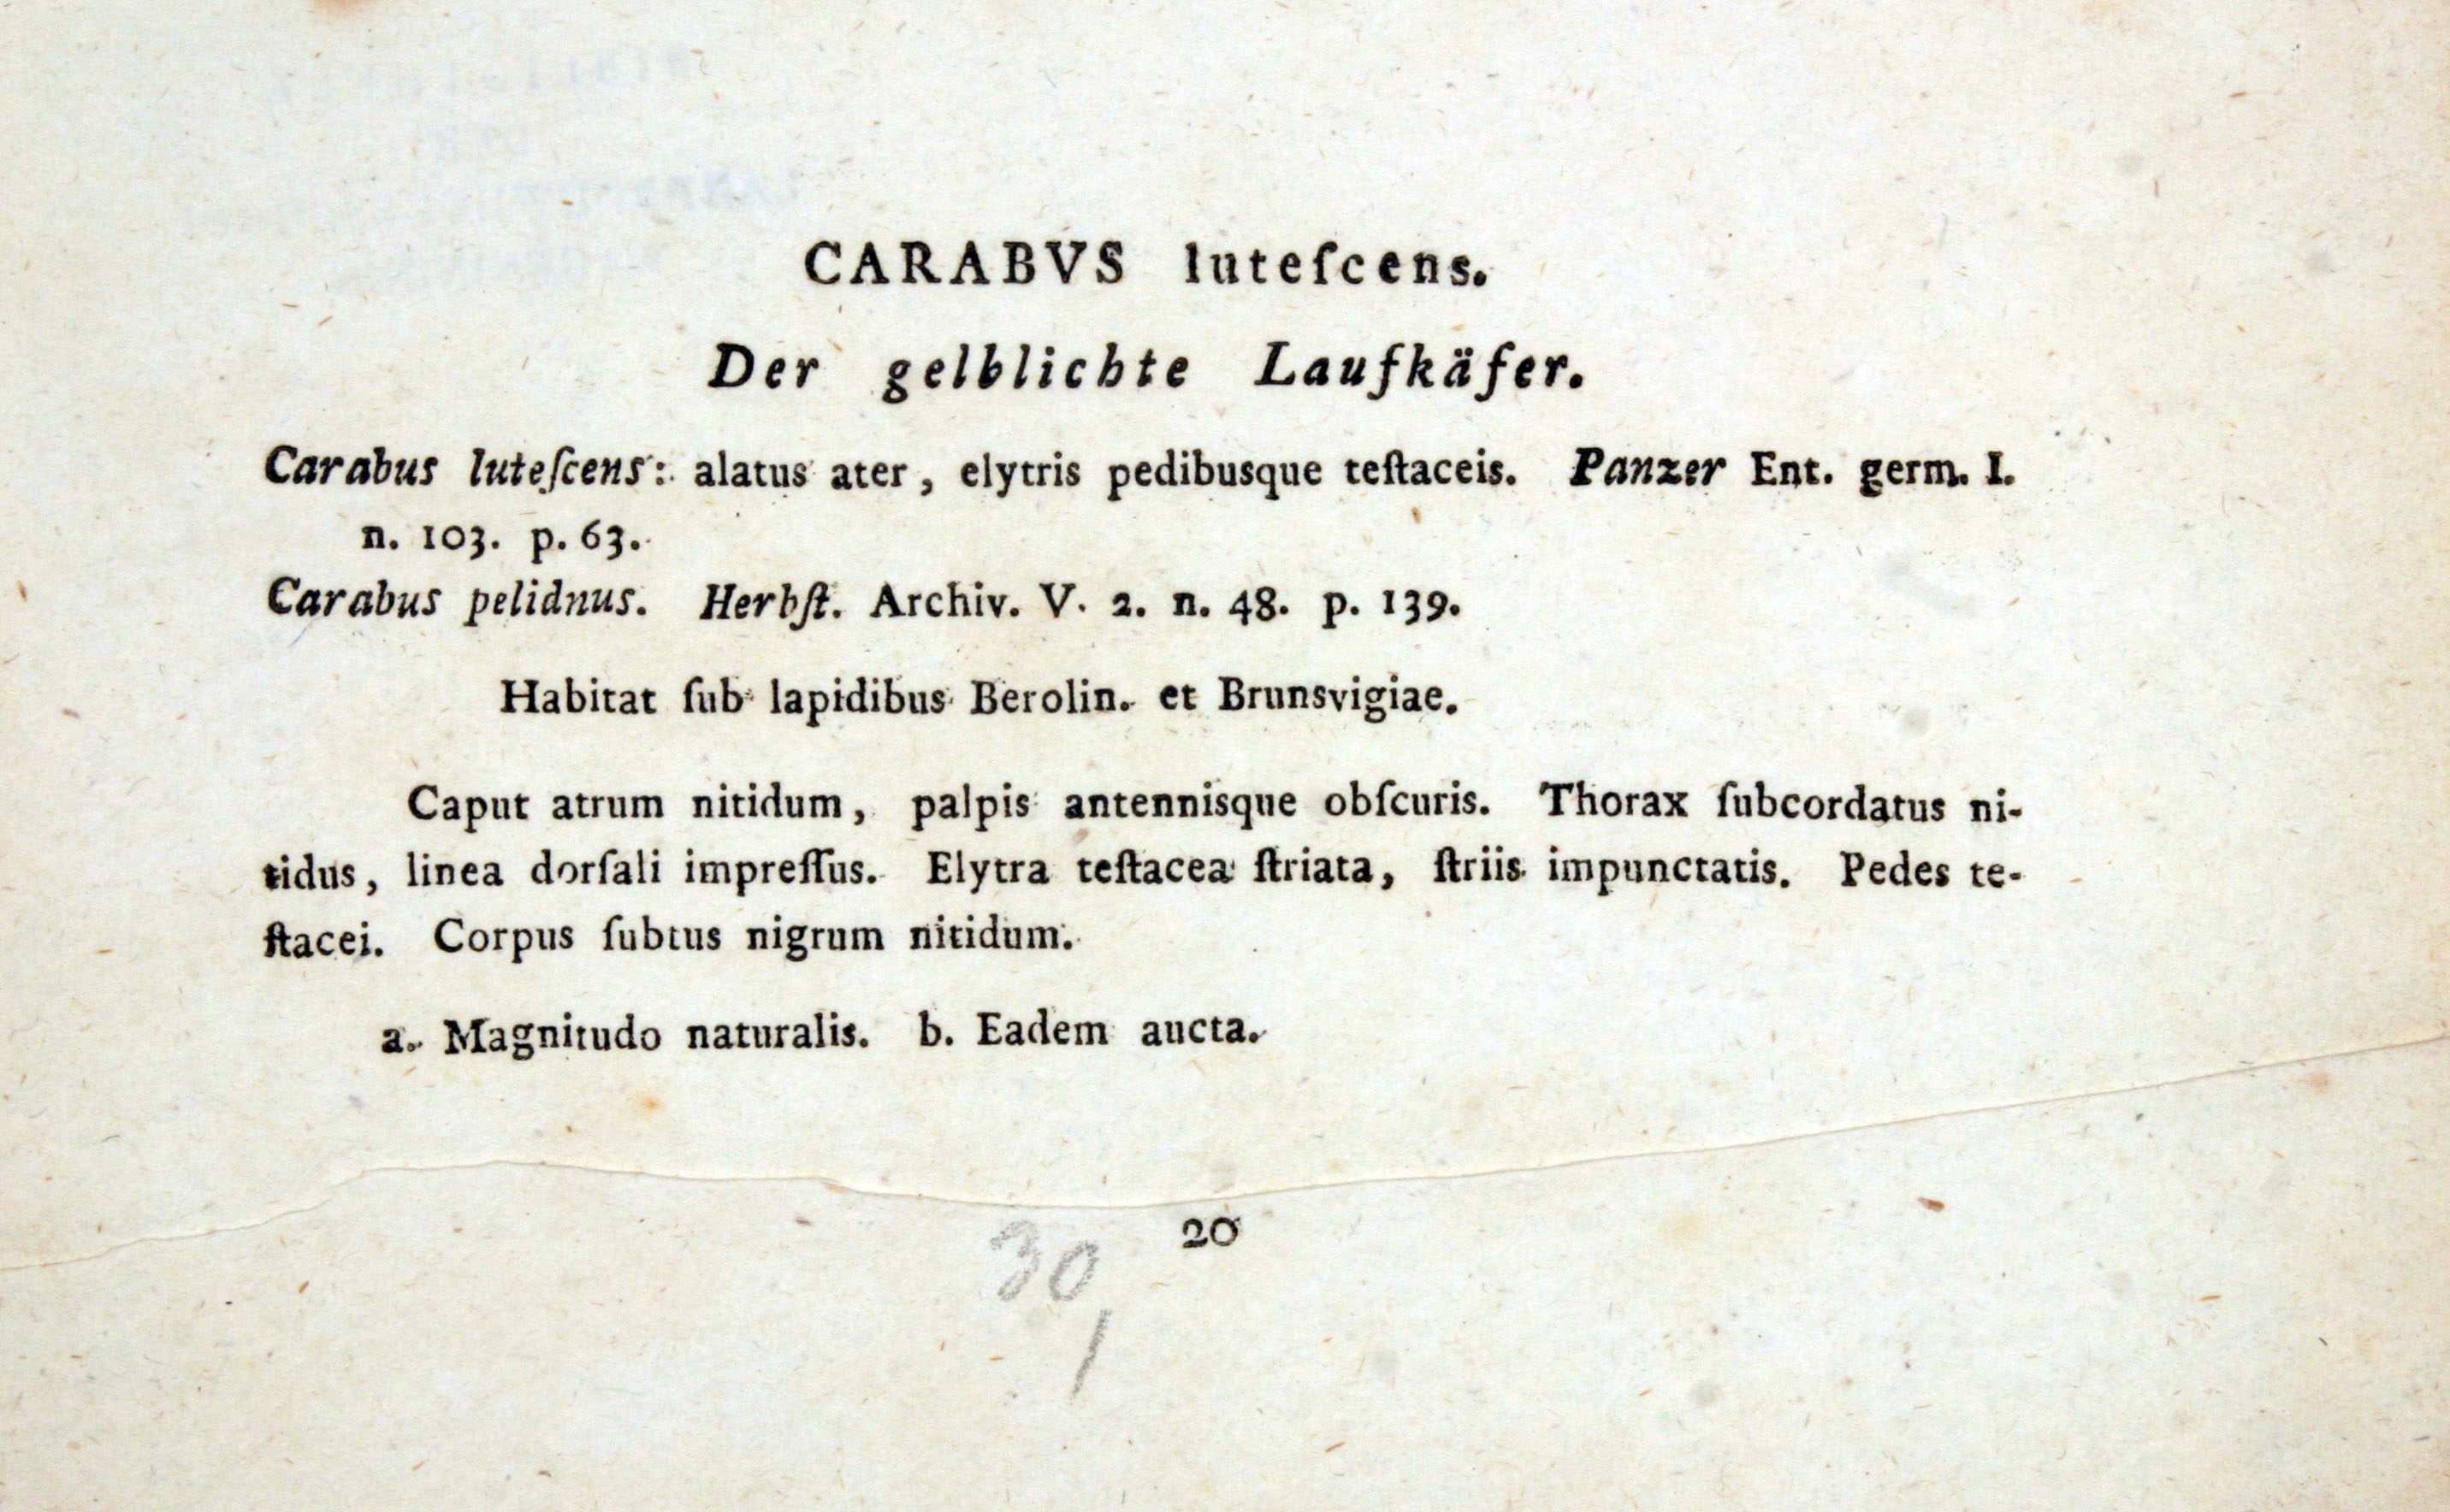 CARABVS luteſcens.
Der gelblichte Laufkäfer.
Carabus luteſcens: alatus ater, elytris pedibusque teſtaceis. Panzer Ent. germ. I.
n. 103. p. 63.
Carabus pelidnus. Herbſt. Archiv. V. 2. n. 48. p. 139.
Habitat ſub lapidibus Berolin. et Brunsvigiae.
Caput atrum nitidum, palpis antennisque obſcuris. Thorax ſubcordatus ni-
tidus, linea dorſali impreſſus. Elytra teſtacea ſtriata, ſtriis impunctatis. Pedes te-
ſtacei. Corpus ſubtus nigrum nitidum.
a. Magnitudo naturalis. b. Eadem aucta.
20
30
1